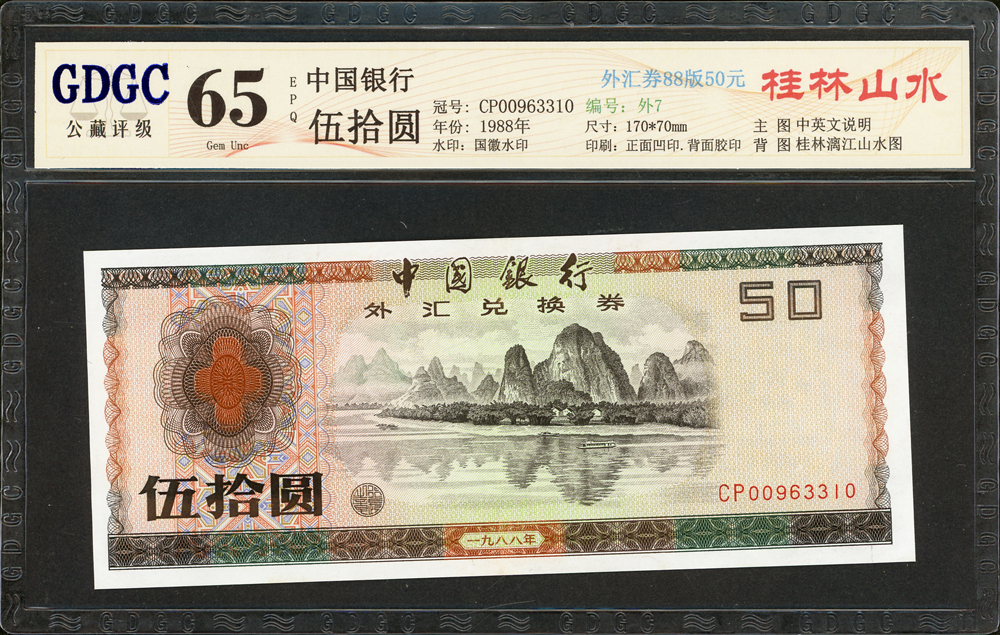 GDGC
公藏评级
65
Gem Unc
EPQ
中国银行
伍拾圆
冠号: CP00963310
年份: 1988年
水印: 国徽水印
外汇券88版50元
编号: 外7
尺寸: 170*70mm
印刷: 正面凹印.背面胶印
桂林山水
主 图 中英文说明
背 图 桂林漓江山水图
中國銀行
外汇兑换券
50
伍拾圆
CP00963310
一九八八年